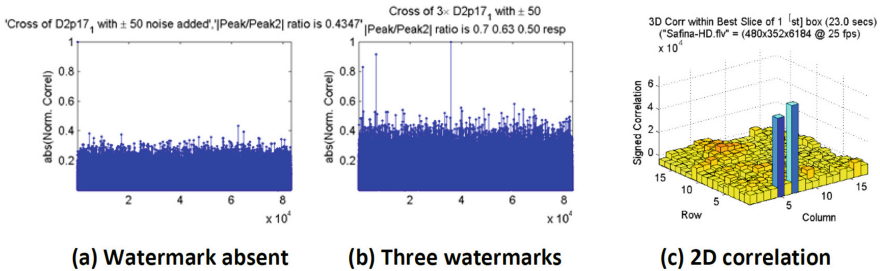 'Cross of D2p17₁ with ± 50 noise added','|Peak/Peak2| ratio is 0.4347'
abs(Norm. Correl)
1
0.8
0.6
0.4
0.2
0
2
4
6
8
x 10⁴
(a) Watermark absent
Cross of 3× D2p17₁ with ± 50
|Peak/Peak2| ratio is 0.7 0.63 0.50 resp
abs(Norm. Correl)
1
0.8
0.6
0.4
0.2
0
2
4
6
8
x 10⁴
(b) Three watermarks
3D Corr within Best Slice of 1 st] box (23.0 secs)
("Safina-HD.flv" = (480x352x6184 @ 25 fps)
x 10⁴
Signed Correlation
6
4
2
0
15
10
5
Row
5
10
15
Column
(c) 2D correlation